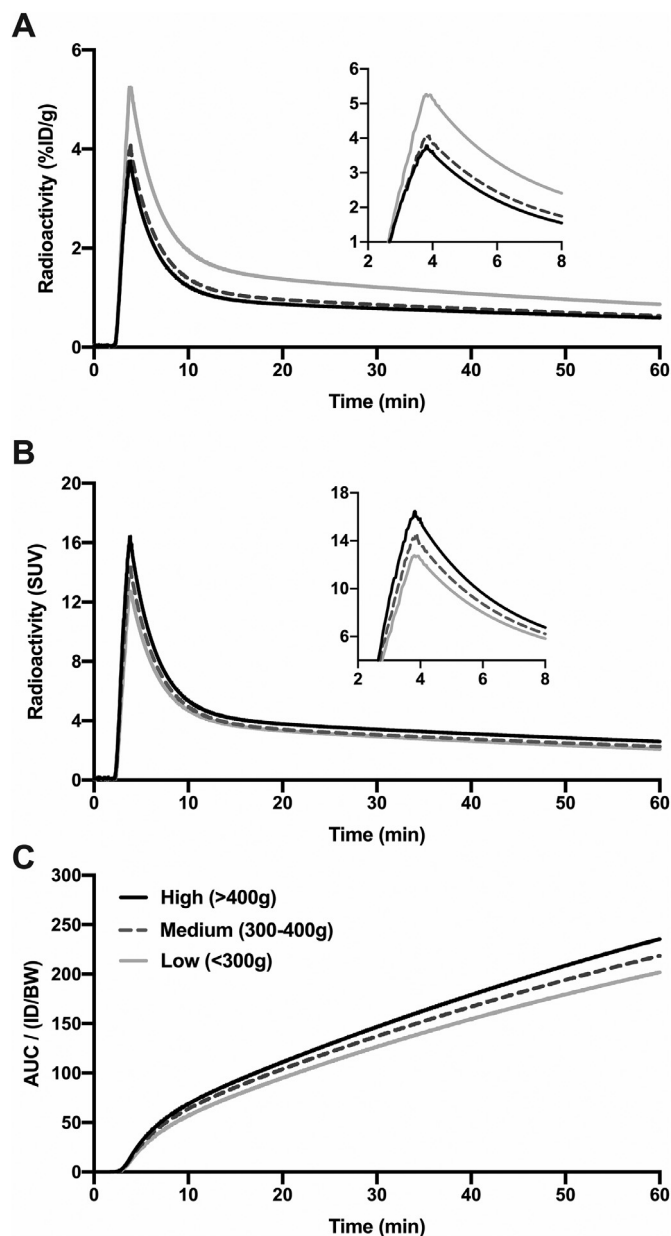 A
Radioactivity (%ID/g)
6
4
2
0
0 10 20 30 40 50 60
Time (min)
6
5
4
3
2
1
2 4 6 8
B
Radioactivity (SUV)
20
16
12
8
4
0
0 10 20 30 40 50 60
Time (min)
18
14
10
6
2 4 6 8
C
AUC / (ID/BW)
300
250
200
150
100
50
0
High (>400g)
Medium (300-400g)
Low (<300g)
0 10 20 30 40 50 60
Time (min)